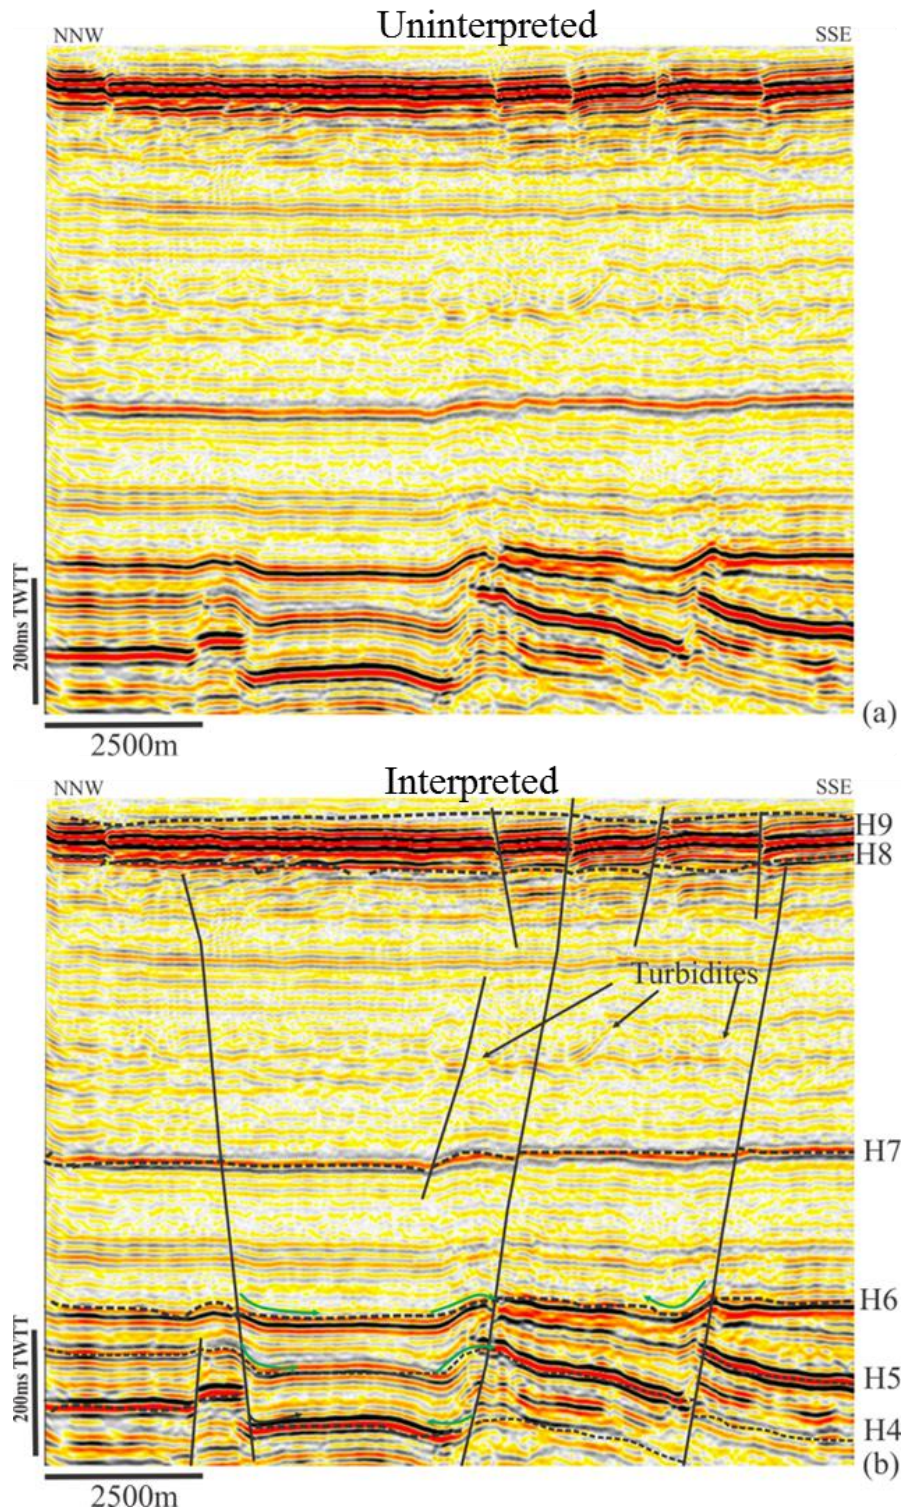 Uninterpreted
NNW SSE
200ms TWTT
(a)
2500m
Interpreted
NNW SSE
H9
H8
Turbidites
H7
H6
200ms TWTT
H5
H4
(b)
2500m